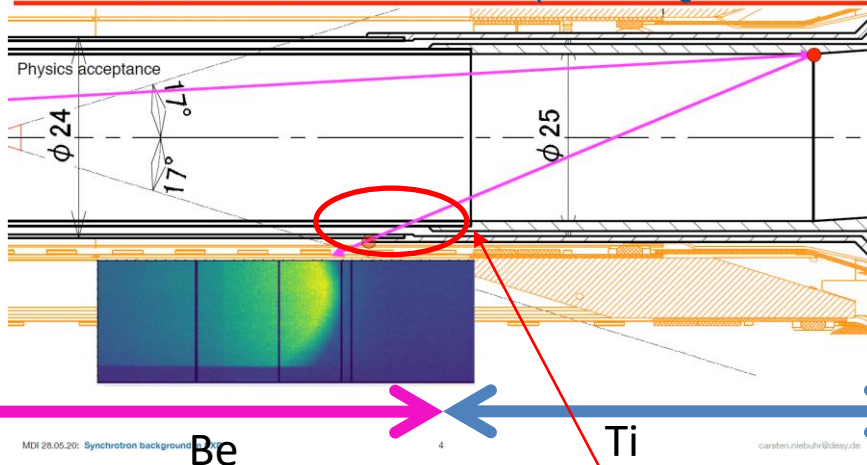 Physics acceptance
17°
φ 24
φ 25
17°
Be
Ti
MDI 28.05.20: Synchrotron background
4
carsten.niebuhr@desy.de